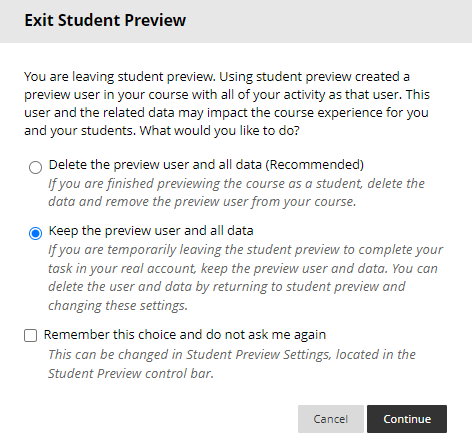 Exit Student Preview
You are leaving student preview. Using student preview created a
preview user in your course with all of your activity as that user. This
user and the related data may impact the course experience for you
and your students. What would you like to do?
Delete the preview user and all data (Recommended)
If you are finished previewing the course as a student, delete the
data and remove the preview user from your course.
Keep the preview user and all data
If you are temporarily leaving the student preview to complete your
task in your real account, keep the preview user and data. You can
delete the user and data by returning to student preview and
changing these settings.
Remember this choice and do not ask me again
This can be changed in Student Preview Settings, located in the
Student Preview control bar.
Cancel Continue